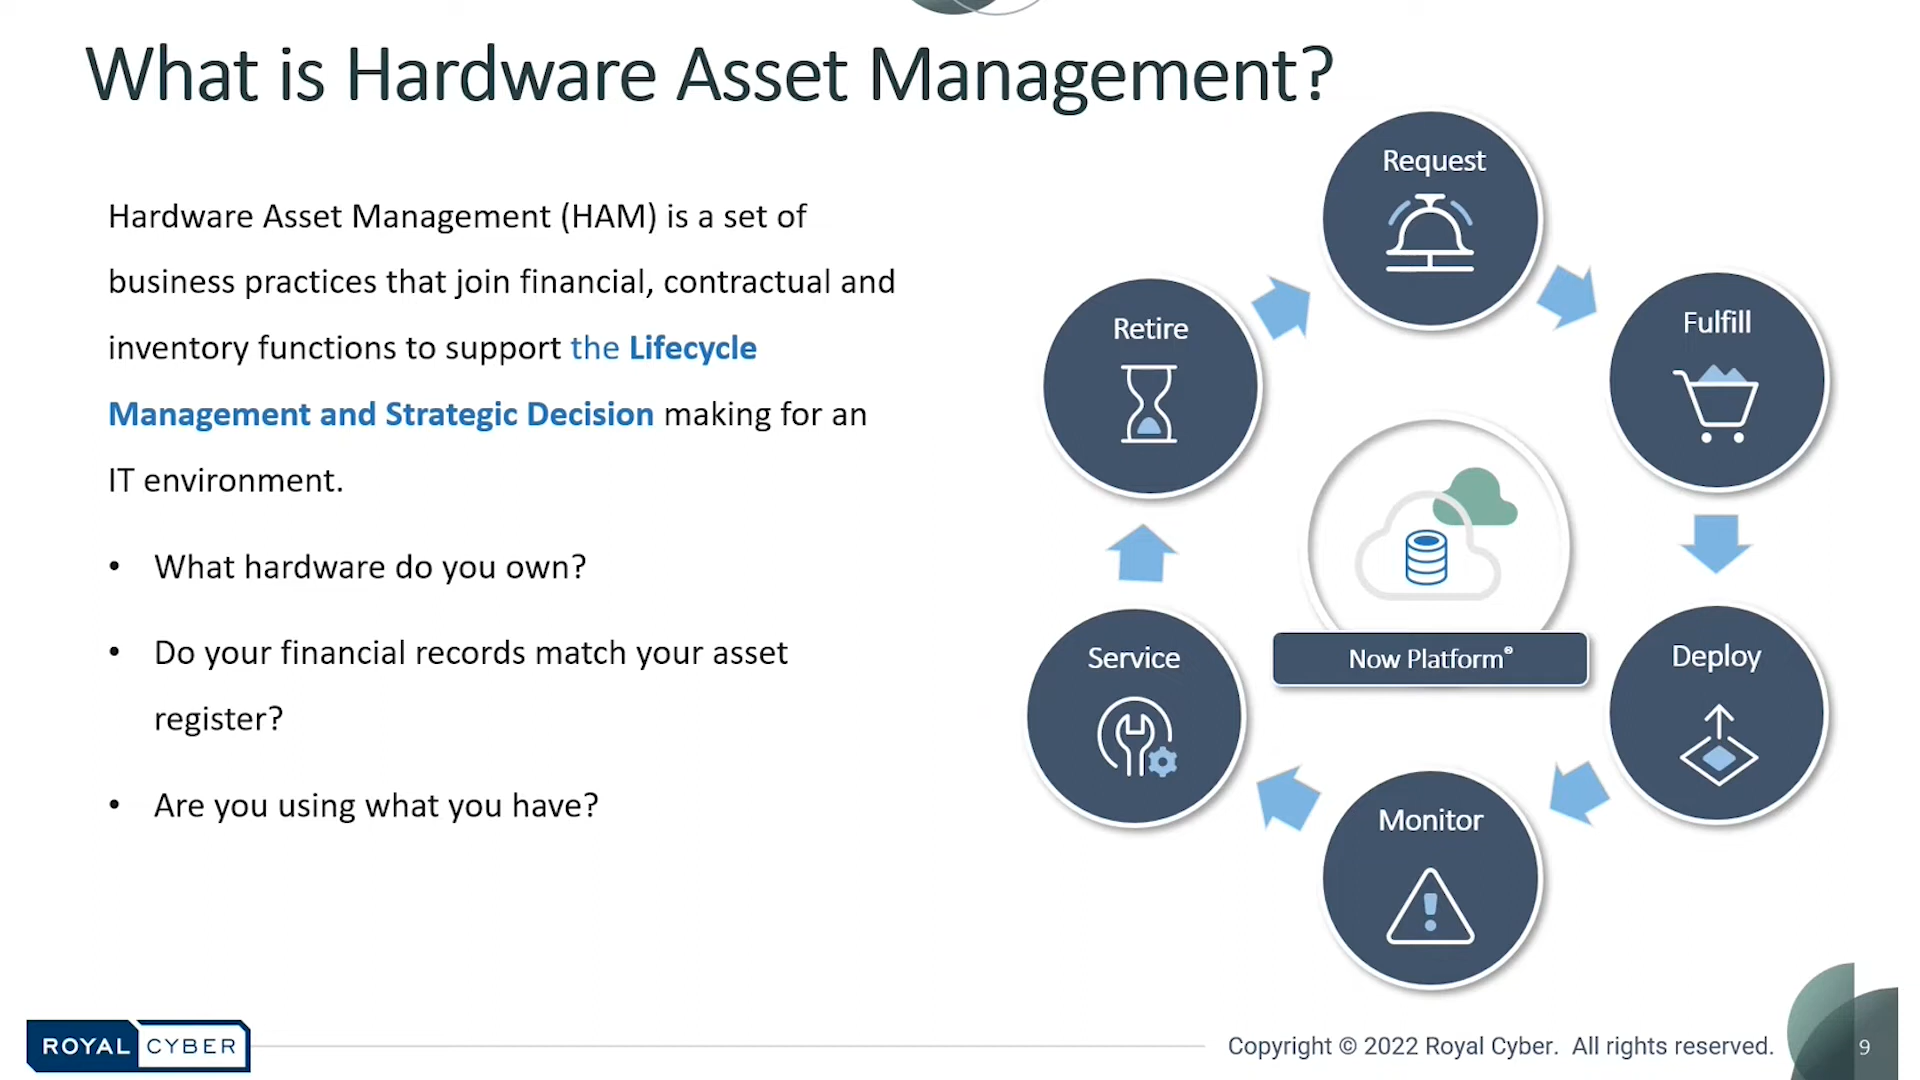 What is Hardware Asset Management?
Hardware Asset Management (HAM) is a set of
business practices that join financial, contractual and
inventory functions to support the Lifecycle
Management and Strategic Decision making for an
IT environment.
• What hardware do you own?
• Do your financial records match your asset
register?
• Are you using what you have?
Request
Fulfill
Deploy
Monitor
Service
Retire
Now Platform®
ROYAL CYBER
Copyright © 2022 Royal Cyber. All rights reserved.
9